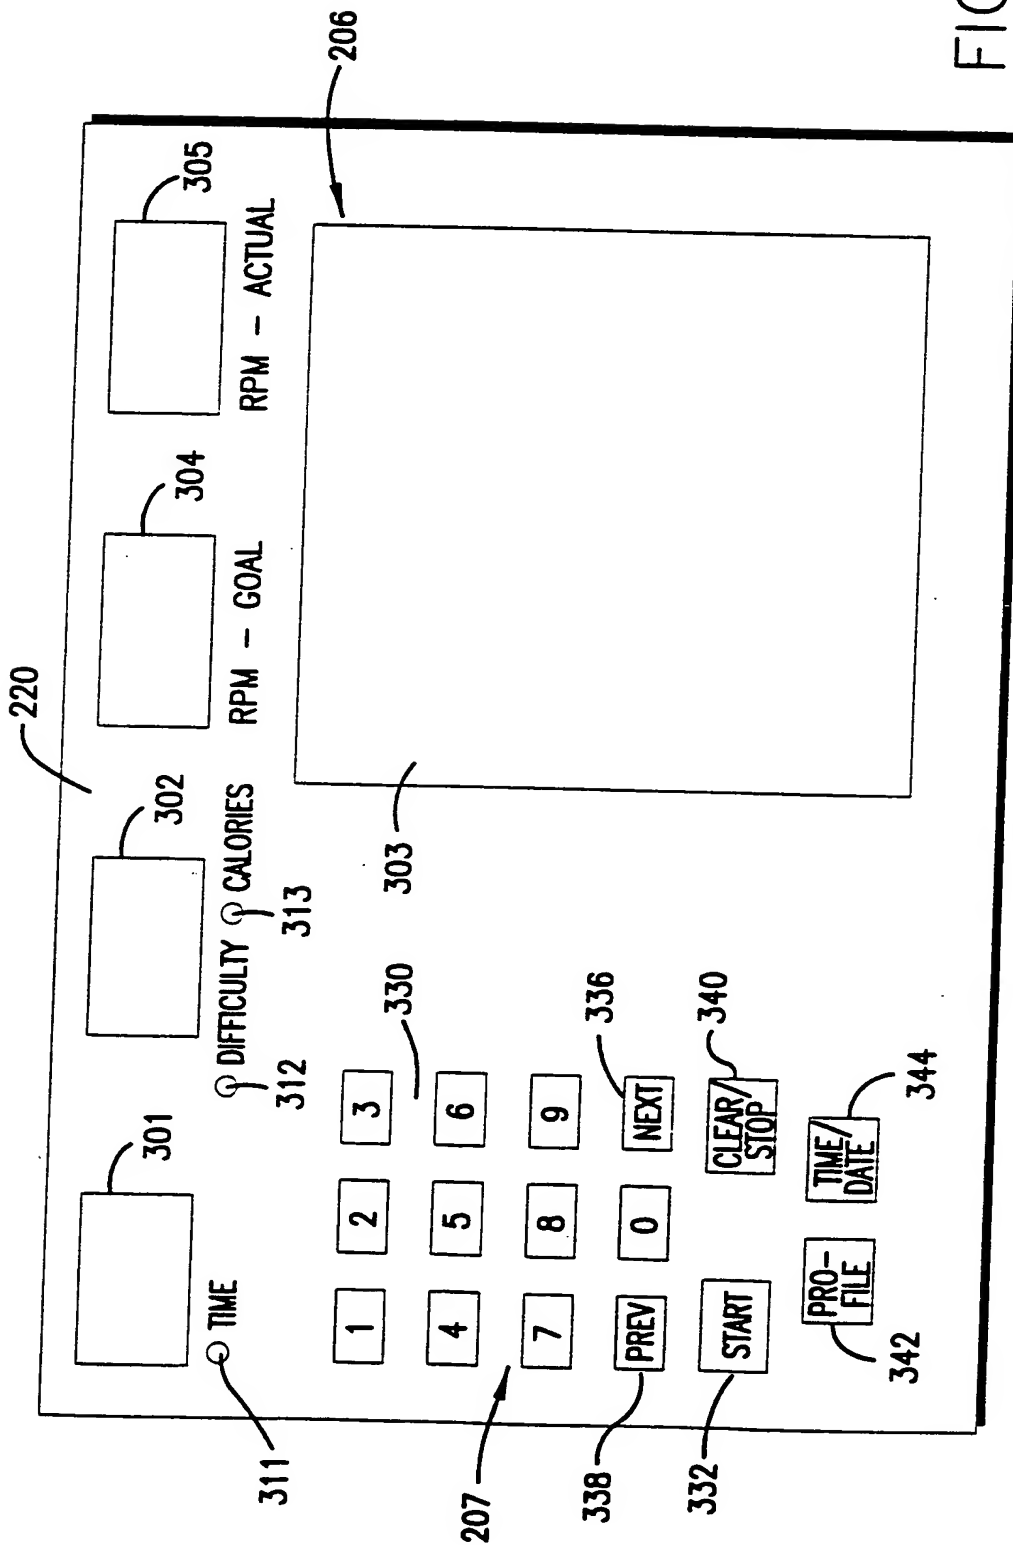 220
206
301
302
304
305
TIME
DIFFICULTY
CALORIES
RPM – GOAL
RPM – ACTUAL
311
312
313
303
330
1 2 3
4 5 6
7 8 9
207
PREV
0
NEXT
336
338
START
CLEAR/
STOP
340
332
PRO–
FILE
TIME/
DATE
342
344